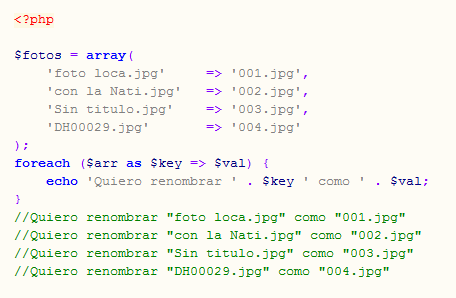 <?php
$fotos = array(
'foto loca.jpg' => '001.jpg',
'con la Nati.jpg' => '002.jpg',
'Sin titulo.jpg' => '003.jpg',
'DH00029.jpg' => '004.jpg'
);
foreach ($arr as $key => $val) {
echo 'Quiero renombrar ' . $key ' como ' . $val;
}
//Quiero renombrar "foto loca.jpg" como "001.jpg"
//Quiero renombrar "con la Nati.jpg" como "002.jpg"
//Quiero renombrar "Sin titulo.jpg" como "003.jpg"
//Quiero renombrar "DH00029.jpg" como "004.jpg"